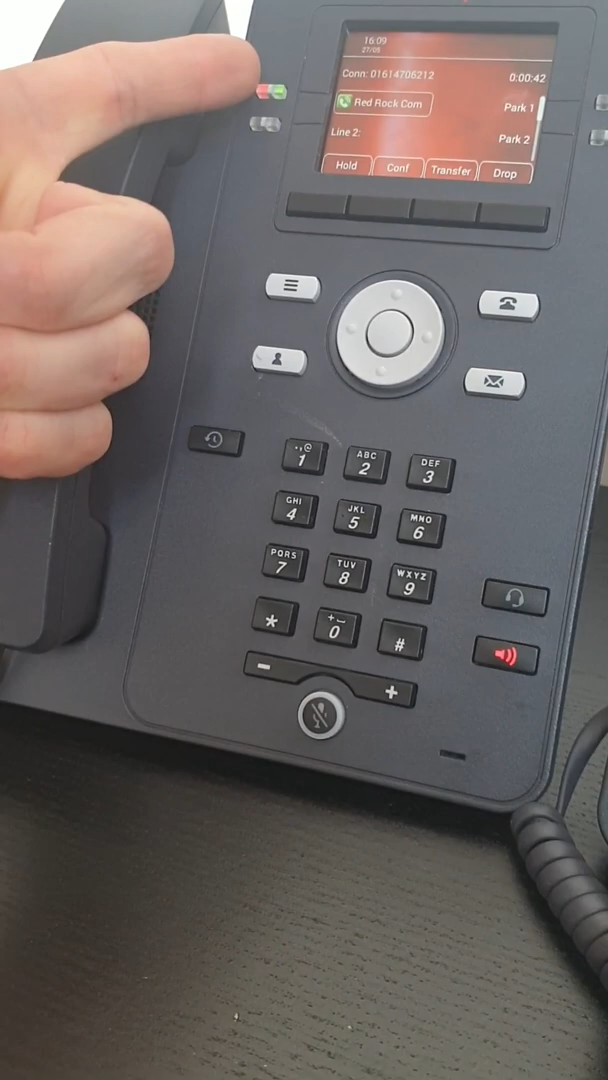 16:09
27/05
Conn: 01614706212 0:00:42
Red Rock Com Park 1
Line 2: Park 2
Hold Conf Transfer Drop
.,@ ABC DEF
1 2 3
GHI JKL MNO
4 5 6
PQRS TUV WXYZ
7 8 9
* 0 #
- +